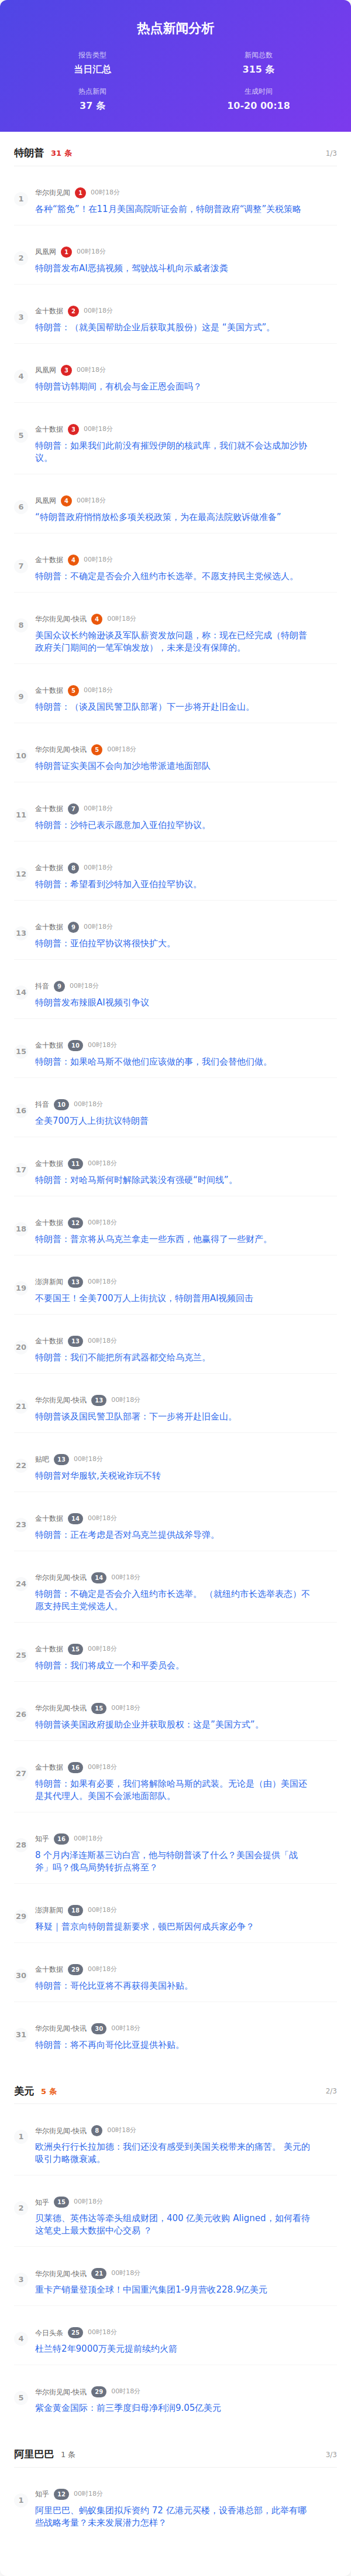 热点新闻分析
报告类型
当日汇总
新闻总数
315 条
热点新闻
37 条
生成时间
10-20 00:18
特朗普 31 条 1/3
1 华尔街见闻 1 00时18分
各种“豁免”！在11月美国高院听证会前，特朗普政府“调整”关税策略
2 凤凰网 1 00时18分
特朗普发布AI恶搞视频，驾驶战斗机向示威者泼粪
3 金十数据 2 00时18分
特朗普：（就美国帮助企业后获取其股份）这是 “美国方式”。
4 凤凰网 3 00时18分
特朗普访韩期间，有机会与金正恩会面吗？
5 金十数据 3 00时18分
特朗普：如果我们此前没有摧毁伊朗的核武库，我们就不会达成加沙协
议。
6 凤凰网 4 00时18分
“特朗普政府悄悄放松多项关税政策，为在最高法院败诉做准备”
7 金十数据 4 00时18分
特朗普：不确定是否会介入纽约市长选举。不愿支持民主党候选人。
8 华尔街见闻-快讯 4 00时18分
美国众议长约翰逊谈及军队薪资发放问题，称：现在已经完成（特朗普
政府关门期间的一笔军饷发放），未来是没有保障的。
9 金十数据 5 00时18分
特朗普：（谈及国民警卫队部署）下一步将开赴旧金山。
10 华尔街见闻-快讯 5 00时18分
特朗普证实美国不会向加沙地带派遣地面部队
11 金十数据 7 00时18分
特朗普：沙特已表示愿意加入亚伯拉罕协议。
12 金十数据 8 00时18分
特朗普：希望看到沙特加入亚伯拉罕协议。
13 金十数据 9 00时18分
特朗普：亚伯拉罕协议将很快扩大。
14 抖音 9 00时18分
特朗普发布辣眼AI视频引争议
15 金十数据 10 00时18分
特朗普：如果哈马斯不做他们应该做的事，我们会替他们做。
16 抖音 10 00时18分
全美700万人上街抗议特朗普
17 金十数据 11 00时18分
特朗普：对哈马斯何时解除武装没有强硬“时间线”。
18 金十数据 12 00时18分
特朗普：普京将从乌克兰拿走一些东西，他赢得了一些财产。
19 澎湃新闻 13 00时18分
不要国王！全美700万人上街抗议，特朗普用AI视频回击
20 金十数据 13 00时18分
特朗普：我们不能把所有武器都交给乌克兰。
21 华尔街见闻-快讯 13 00时18分
特朗普谈及国民警卫队部署：下一步将开赴旧金山。
22 贴吧 13 00时18分
特朗普对华服软,关税讹诈玩不转
23 金十数据 14 00时18分
特朗普：正在考虑是否对乌克兰提供战斧导弹。
24 华尔街见闻-快讯 14 00时18分
特朗普：不确定是否会介入纽约市长选举。 （就纽约市长选举表态）不
愿意支持民主党候选人。
25 金十数据 15 00时18分
特朗普：我们将成立一个和平委员会。
26 华尔街见闻-快讯 15 00时18分
特朗普谈美国政府援助企业并获取股权：这是”美国方式“。
27 金十数据 16 00时18分
特朗普：如果有必要，我们将解除哈马斯的武装。无论是（由）美国还
是其代理人。美国不会派地面部队。
28 知乎 16 00时18分
8 个月内泽连斯基三访白宫，他与特朗普谈了什么？美国会提供「战
斧」吗？俄乌局势转折点将至？
29 澎湃新闻 18 00时18分
释疑｜普京向特朗普提新要求，顿巴斯因何成兵家必争？
30 金十数据 29 00时18分
特朗普：哥伦比亚将不再获得美国补贴。
31 华尔街见闻-快讯 30 00时18分
特朗普：将不再向哥伦比亚提供补贴。
美元 5 条 2/3
1 华尔街见闻-快讯 8 00时18分
欧洲央行行长拉加德：我们还没有感受到美国关税带来的痛苦。 美元的
吸引力略微衰减。
2 知乎 15 00时18分
贝莱德、英伟达等牵头组成财团，400 亿美元收购 Aligned，如何看待
这笔史上最大数据中心交易 ？
3 华尔街见闻-快讯 21 00时18分
重卡产销量登顶全球！中国重汽集团1-9月营收228.9亿美元
4 今日头条 25 00时18分
杜兰特2年9000万美元提前续约火箭
5 华尔街见闻-快讯 29 00时18分
紫金黄金国际：前三季度归母净利润9.05亿美元
阿里巴巴 1 条 3/3
1 知乎 12 00时18分
阿里巴巴、蚂蚁集团拟斥资约 72 亿港元买楼，设香港总部，此举有哪
些战略考量？未来发展潜力怎样？